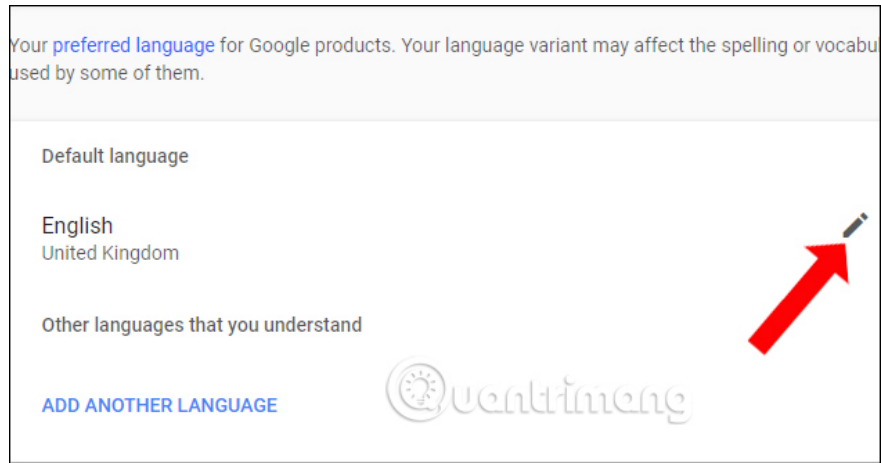 Your preferred language for Google products. Your language variant may affect the spelling or vocabul
used by some of them.
Default language
English
United Kingdom
Other languages that you understand
ADD ANOTHER LANGUAGE
Quantrimang